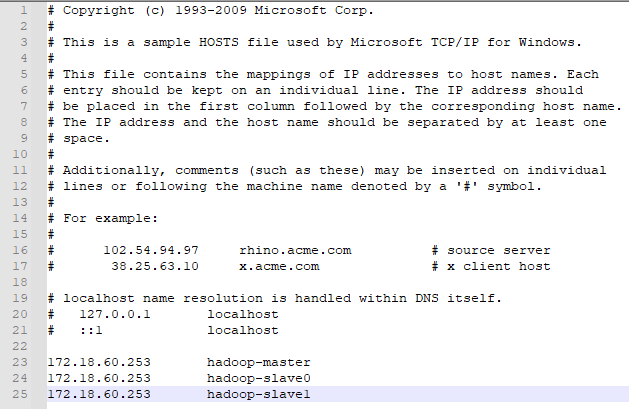 1 # Copyright (c) 1993-2009 Microsoft Corp.
2 #
3 # This is a sample HOSTS file used by Microsoft TCP/IP for Windows.
4 #
5 # This file contains the mappings of IP addresses to host names. Each
6 # entry should be kept on an individual line. The IP address should
7 # be placed in the first column followed by the corresponding host name.
8 # The IP address and the host name should be separated by at least one
9 # space.
10 #
11 # Additionally, comments (such as these) may be inserted on individual
12 # lines or following the machine name denoted by a '#' symbol.
13 #
14 # For example:
15 #
16 #      102.54.94.97     rhino.acme.com          # source server
17 #       38.25.63.10     x.acme.com              # x client host
18
19 # localhost name resolution is handled within DNS itself.
20 #   127.0.0.1       localhost
21 #   ::1             localhost
22
23 172.18.60.253       hadoop-master
24 172.18.60.253       hadoop-slave0
25 172.18.60.253       hadoop-slave1